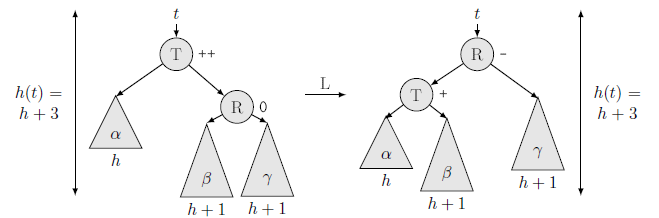 t
T ++
h(t) =
h + 3
R 0
α
h
β
γ
h + 1
h + 1
L
t
R -
T +
h(t) =
h + 3
α
h
β
γ
h + 1
h + 1